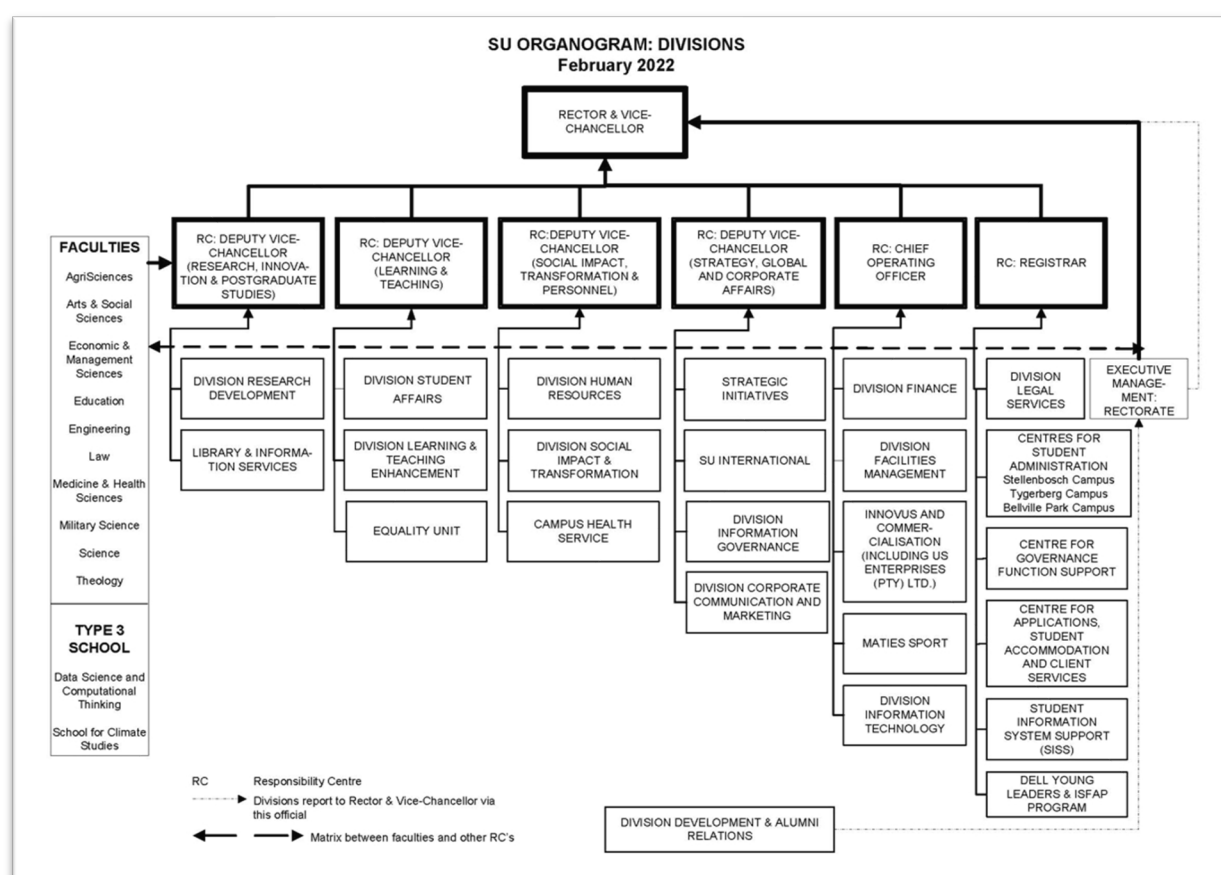 SU ORGANOGRAM: DIVISIONS
February 2022
RECTOR & VICE-
CHANCELLOR
FACULTIES
AgriSciences
Arts & Social
Sciences
Economic &
Management
Sciences
Education
Engineering
Law
Medicine & Health
Sciences
Military Science
Science
Theology
TYPE 3
SCHOOL
Data Science and
Computational
Thinking
School for Climate
Studies
RC: DEPUTY VICE-
CHANCELLOR
(RESEARCH, INNOVA-
TION & POSTGRADUATE
STUDIES)
DIVISION RESEARCH
DEVELOPMENT
LIBRARY & INFORMA-
TION SERVICES
RC: DEPUTY VICE-
CHANCELLOR
(LEARNING &
TEACHING)
DIVISION STUDENT
AFFAIRS
DIVISION LEARNING &
TEACHING
ENHANCEMENT
EQUALITY UNIT
RC:DEPUTY VICE-
CHANCELLOR
(SOCIAL IMPACT,
TRANSFORMATION &
PERSONNEL)
DIVISION HUMAN
RESOURCES
DIVISION SOCIAL
IMPACT &
TRANSFORMATION
CAMPUS HEALTH
SERVICE
RC: DEPUTY VICE-
CHANCELLOR
(STRATEGY, GLOBAL
AND CORPORATE
AFFAIRS)
STRATEGIC
INITIATIVES
SU INTERNATIONAL
DIVISION
INFORMATION
GOVERNANCE
DIVISION CORPORATE
COMMUNICATION AND
MARKETING
RC: CHIEF
OPERATING
OFFICER
DIVISION FINANCE
DIVISION
FACILITIES
MANAGEMENT
INNOVUS AND
COMMER-
CIALISATION
(INCLUDING US
ENTERPRISES
(PTY) LTD.)
MATIES SPORT
DIVISION
INFORMATION
TECHNOLOGY
RC: REGISTRAR
DIVISION
LEGAL
SERVICES
CENTRES FOR
STUDENT
ADMINISTRATION
Stellenbosch Campus
Tygerberg Campus
Bellville Park Campus
CENTRE FOR
GOVERNANCE
FUNCTION SUPPORT
CENTRE FOR
APPLICATIONS,
STUDENT
ACCOMMODATION
AND CLIENT
SERVICES
STUDENT
INFORMATION
SYSTEM SUPPORT
(SISS)
DELL YOUNG
LEADERS & ISFAP
PROGRAM
EXECUTIVE
MANAGE-
MENT:
RECTORATE
RC Responsibility Centre
Divisions report to Rector & Vice-Chancellor via
this official
Matrix between faculties and other RC's
DIVISION DEVELOPMENT & ALUMNI
RELATIONS